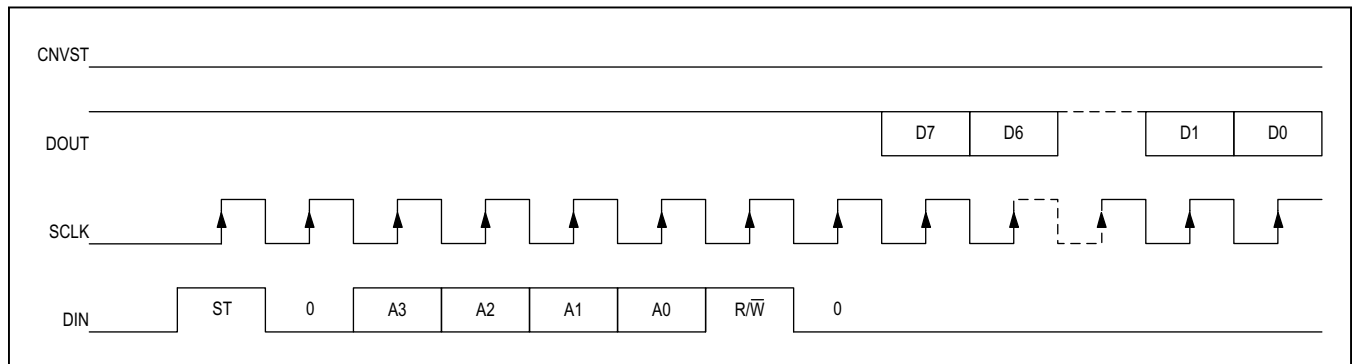 CNVST
DOUT D7 D6 D1 D0
SCLK
DIN ST 0 A3 A2 A1 A0 R/W̅ 0